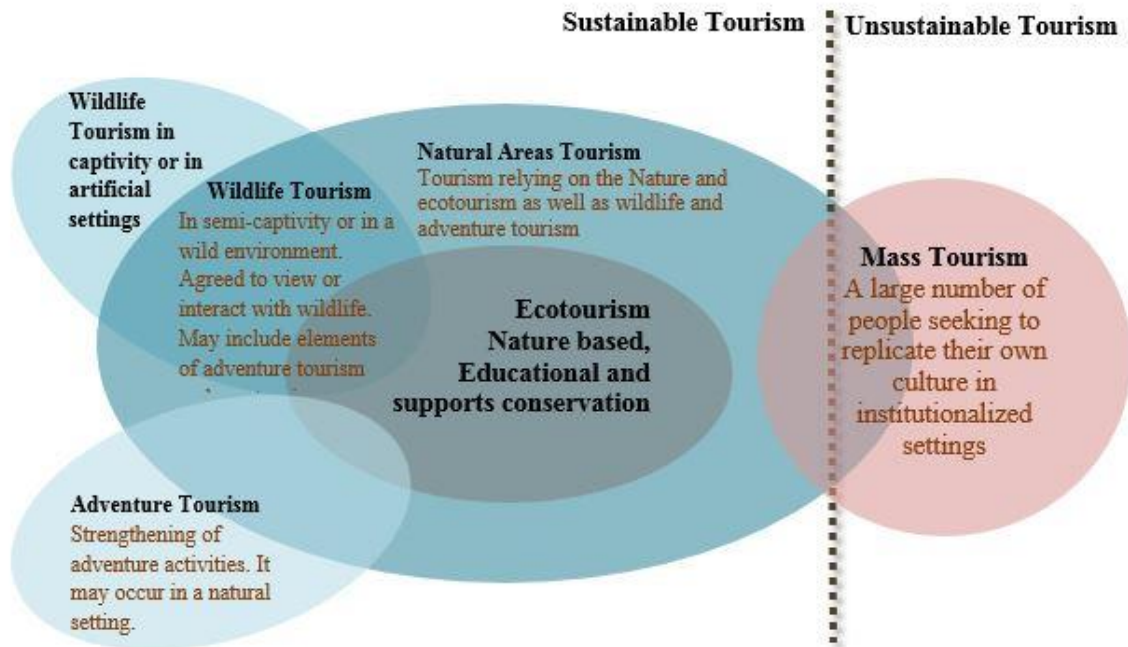 Sustainable Tourism
Unsustainable Tourism
Wildlife
Tourism in
captivity or in
artificial
settings
Natural Areas Tourism
Tourism relying on the Nature and
ecotourism as well as wildlife and
adventure tourism
Wildlife Tourism
In semi-captivity or in a
wild environment.
Agreed to view or
interact with wildlife.
May include elements
of adventure tourism
Ecotourism
Nature based,
Educational and
supports conservation
Mass Tourism
A large number of
people seeking to
replicate their own
culture in
institutionalized
settings
Adventure Tourism
Strengthening of
adventure activities. It
may occur in a natural
setting.